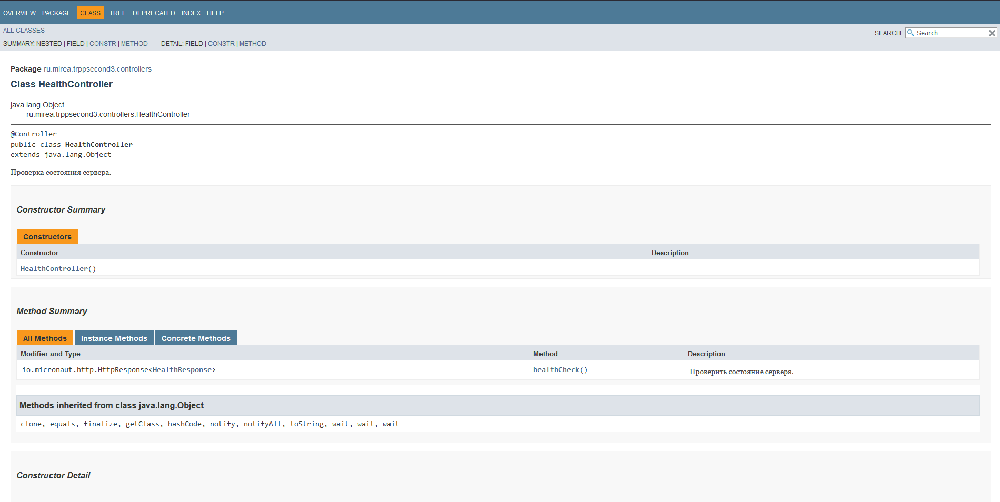 OVERVIEW PACKAGE CLASS TREE DEPRECATED INDEX HELP
ALL CLASSES
SEARCH: Search
SUMMARY: NESTED | FIELD | CONSTR | METHOD DETAIL: FIELD | CONSTR | METHOD
Package ru.mirea.trppsecond3.controllers
Class HealthController
java.lang.Object
ru.mirea.trppsecond3.controllers.HealthController
@Controller
public class HealthController
extends java.lang.Object
Проверка состояния сервера.
Constructor Summary
Constructors
Constructor Description
HealthController()
Method Summary
All Methods Instance Methods Concrete Methods
Modifier and Type Method Description
io.micronaut.http.HttpResponse<HealthResponse> healthCheck() Проверить состояние сервера.
Methods inherited from class java.lang.Object
clone, equals, finalize, getClass, hashCode, notify, notifyAll, toString, wait, wait, wait
Constructor Detail